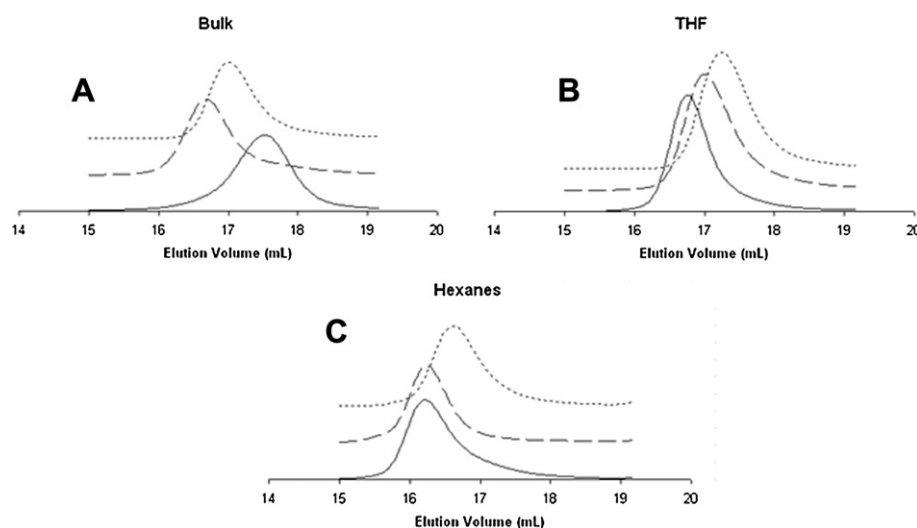 Bulk
THF
A
B
14 15 16 17 18 19 20
14 15 16 17 18 19 20
Elution Volume (mL)
Elution Volume (mL)
Hexanes
C
14 15 16 17 18 19 20
Elution Volume (mL)